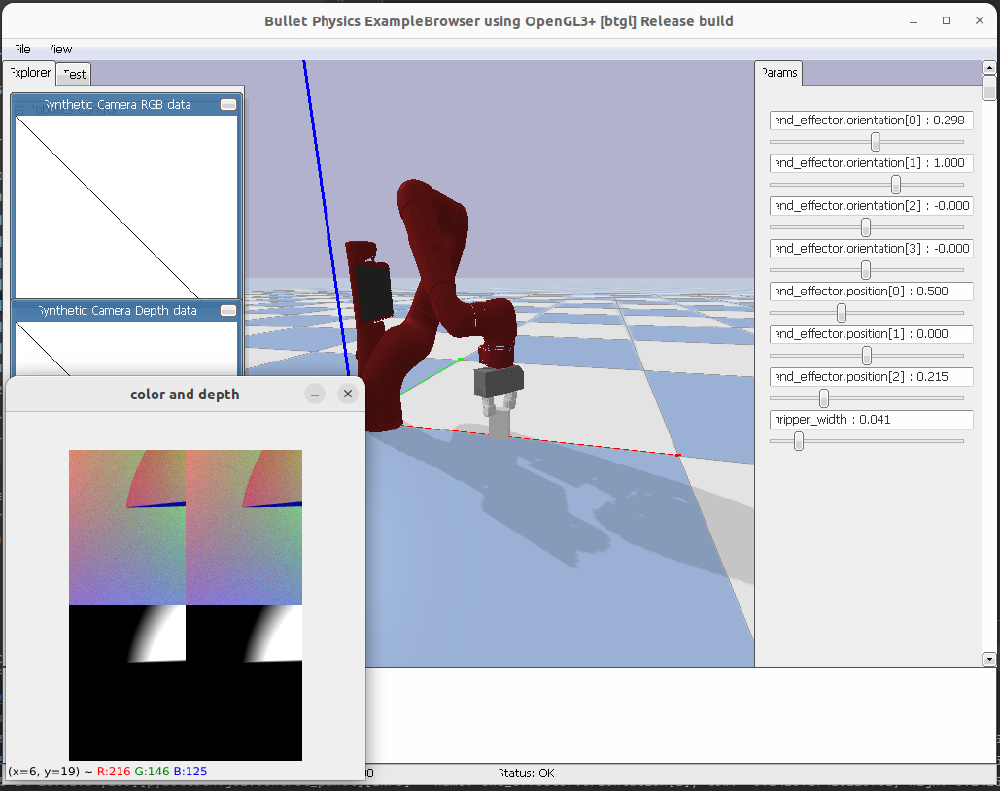 Bullet Physics ExampleBrowser using OpenGL3+ [btgl] Release build
File View
Explorer Test Params
Synthetic Camera RGB data
end_effector.orientation[0] : 0.298
end_effector.orientation[1] : 1.000
end_effector.orientation[2] : -0.000
end_effector.orientation[3] : -0.000
end_effector.position[0] : 0.500
Synthetic Camera Depth data
end_effector.position[1] : 0.000
end_effector.position[2] : 0.215
color and depth
gripper_width : 0.041
(x=6, y=19) ~ R:216 G:146 B:125
Status: OK